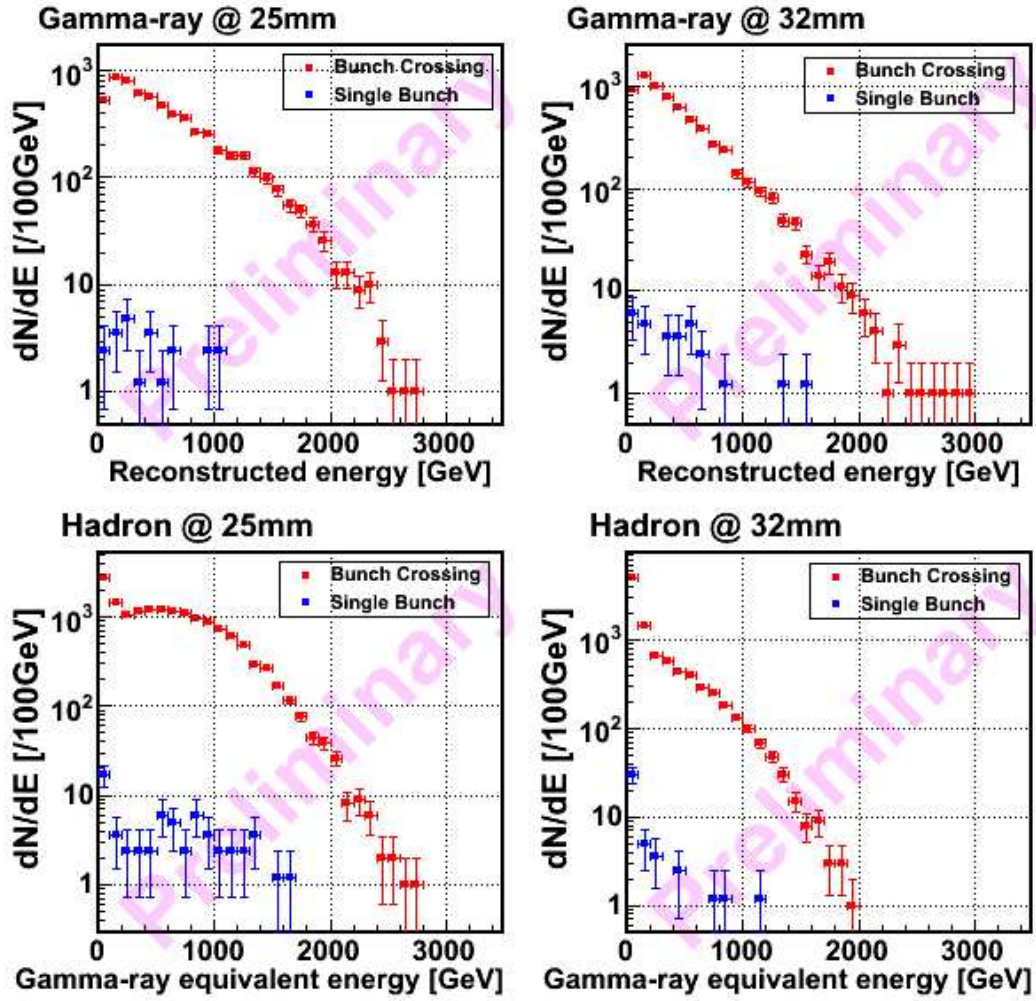 Gamma-ray @ 25mm
dN/dE [/100GeV]
10³
10²
10
1
Bunch Crossing
Single Bunch
Preliminary
0 1000 2000 3000
Reconstructed energy [GeV]
Gamma-ray @ 32mm
dN/dE [/100GeV]
10³
10²
10
1
Bunch Crossing
Single Bunch
Preliminary
0 1000 2000 3000
Reconstructed energy [GeV]
Hadron @ 25mm
dN/dE [/100GeV]
10³
10²
10
1
Bunch Crossing
Single Bunch
Preliminary
0 1000 2000 3000
Gamma-ray equivalent energy [GeV]
Hadron @ 32mm
dN/dE [/100GeV]
10³
10²
10
1
Bunch Crossing
Single Bunch
Preliminary
0 1000 2000 3000
Gamma-ray equivalent energy [GeV]